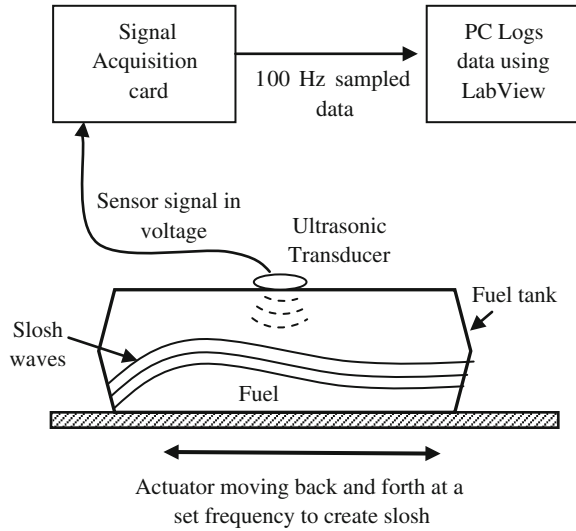 Signal
Acquisition
card
PC Logs
data using
LabView
100 Hz sampled
data
Sensor signal in
voltage
Ultrasonic
Transducer
Fuel tank
Slosh
waves
Fuel
Actuator moving back and forth at a
set frequency to create slosh